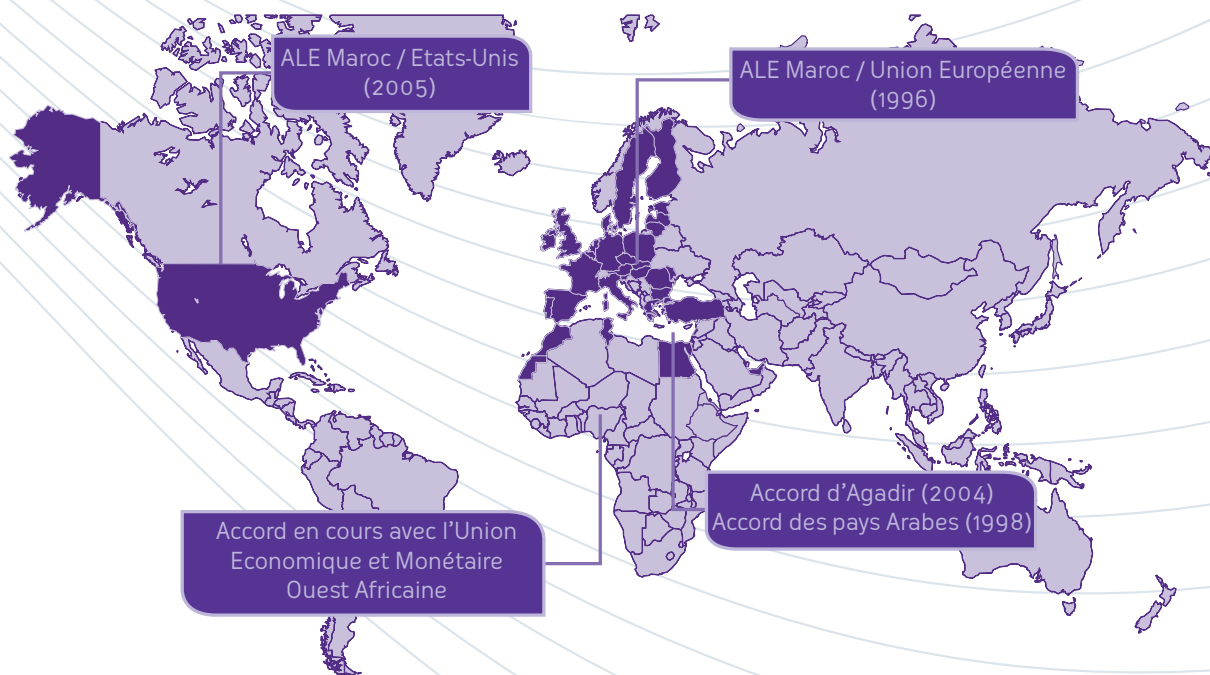 ALE Maroc / Etats-Unis
(2005)
ALE Maroc / Union Européenne
(1996)
Accord d’Agadir (2004)
Accord des pays Arabes (1998)
Accord en cours avec l’Union
Economique et Monétaire
Ouest Africaine